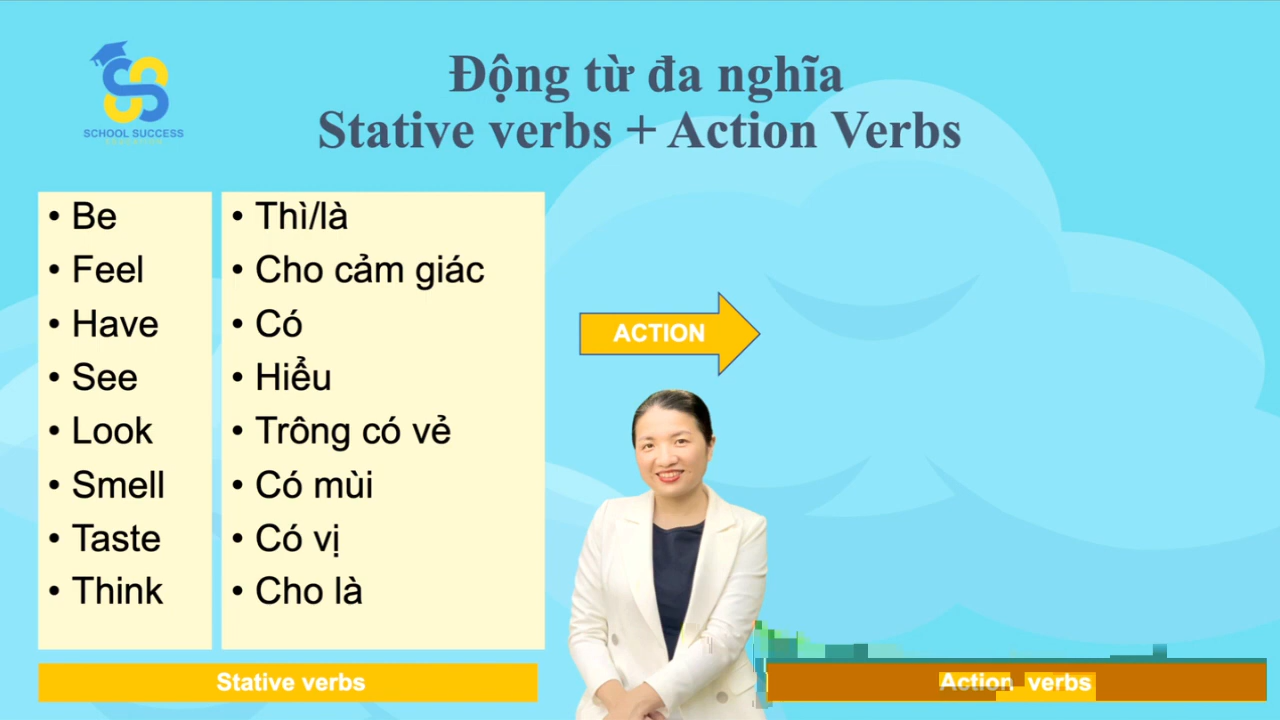 SCHOOL SUCCESS
EDUCATION
Động từ đa nghĩa
Stative verbs + Action Verbs
• Be
• Feel
• Have
• See
• Look
• Smell
• Taste
• Think
• Thì/là
• Cho cảm giác
• Có
• Hiểu
• Trông có vẻ
• Có mùi
• Có vị
• Cho là
ACTION
Stative verbs
Action verbs